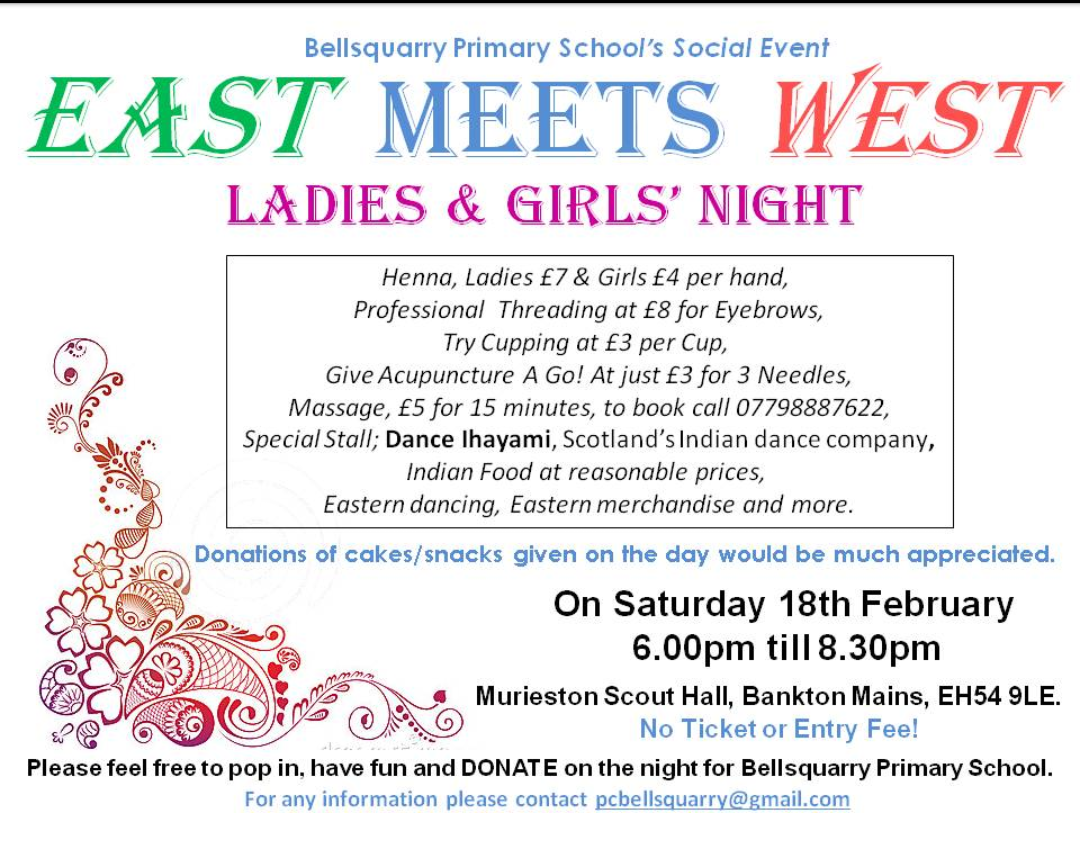 Bellsquarry Primary School's Social Event
EAST MEETS WEST
LADIES & GIRLS' NIGHT
Henna, Ladies £7 & Girls £4 per hand,
Professional Threading at £8 for Eyebrows,
Try Cupping at £3 per Cup,
Give Acupuncture A Go! At just £3 for 3 Needles,
Massage, £5 for 15 minutes, to book call 07798887622,
Special Stall; Dance Ihayami, Scotland's Indian dance company,
Indian Food at reasonable prices,
Eastern dancing, Eastern merchandise and more.
Donations of cakes/snacks given on the day would be much appreciated.
On Saturday 18th February
6.00pm till 8.30pm
Murieston Scout Hall, Bankton Mains, EH54 9LE.
No Ticket or Entry Fee!
Please feel free to pop in, have fun and DONATE on the night for Bellsquarry Primary School.
For any information please contact pcbellsquarry@gmail.com